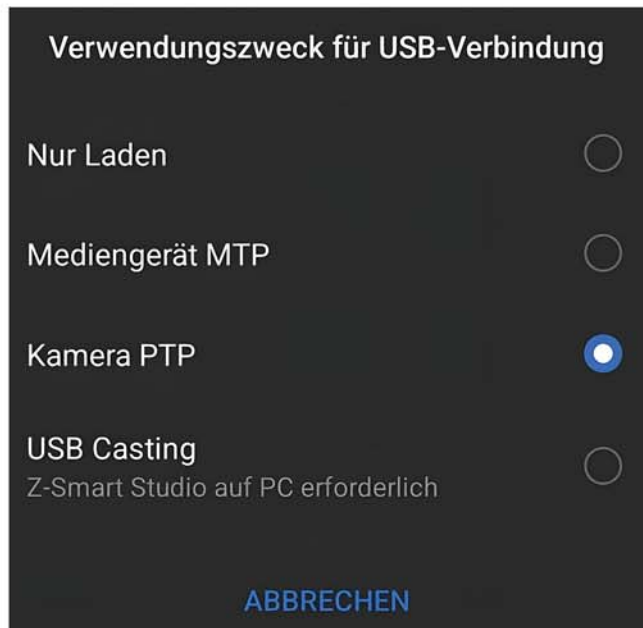 Verwendungszweck für USB-Verbindung
Nur Laden
Mediengerät MTP
Kamera PTP
USB Casting
Z-Smart Studio auf PC erforderlich
ABBRECHEN